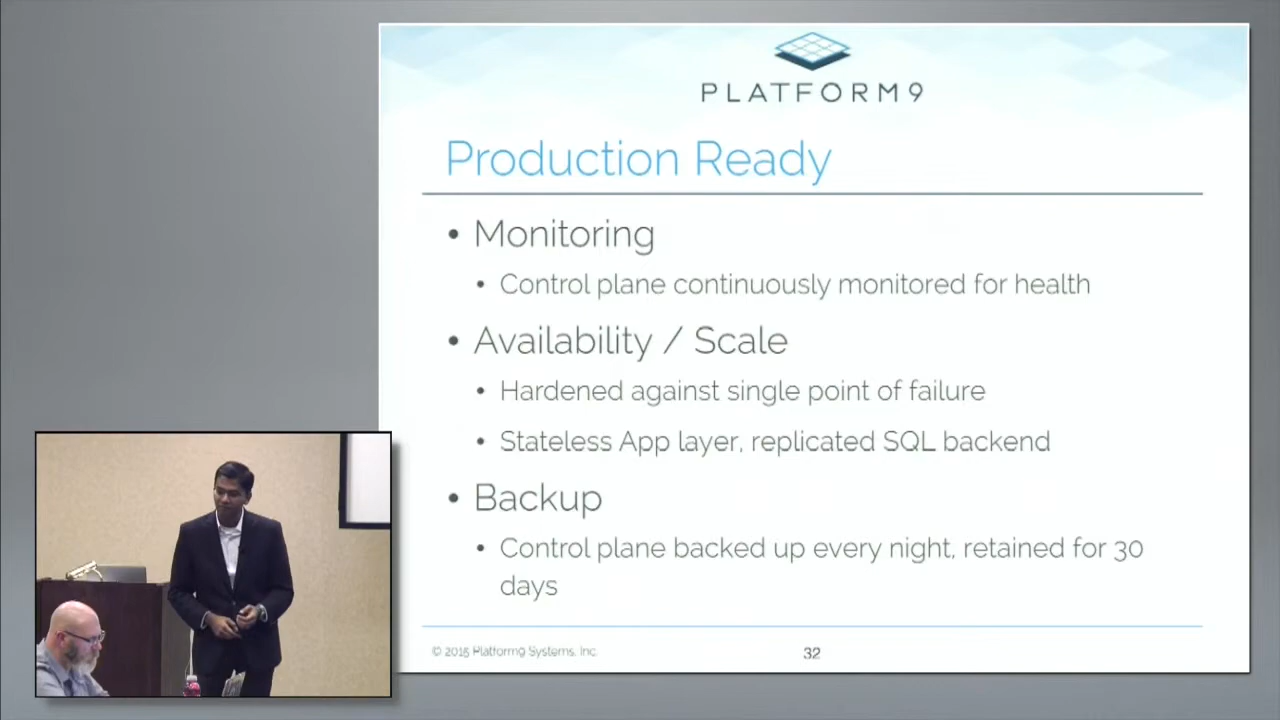 PLATFORM9
Production Ready
• Monitoring
• Control plane continuously monitored for health
• Availability / Scale
• Hardened against single point of failure
• Stateless App layer, replicated SQL backend
• Backup
• Control plane backed up every night, retained for 30
days
© 2015 Platform9 Systems, Inc.
32